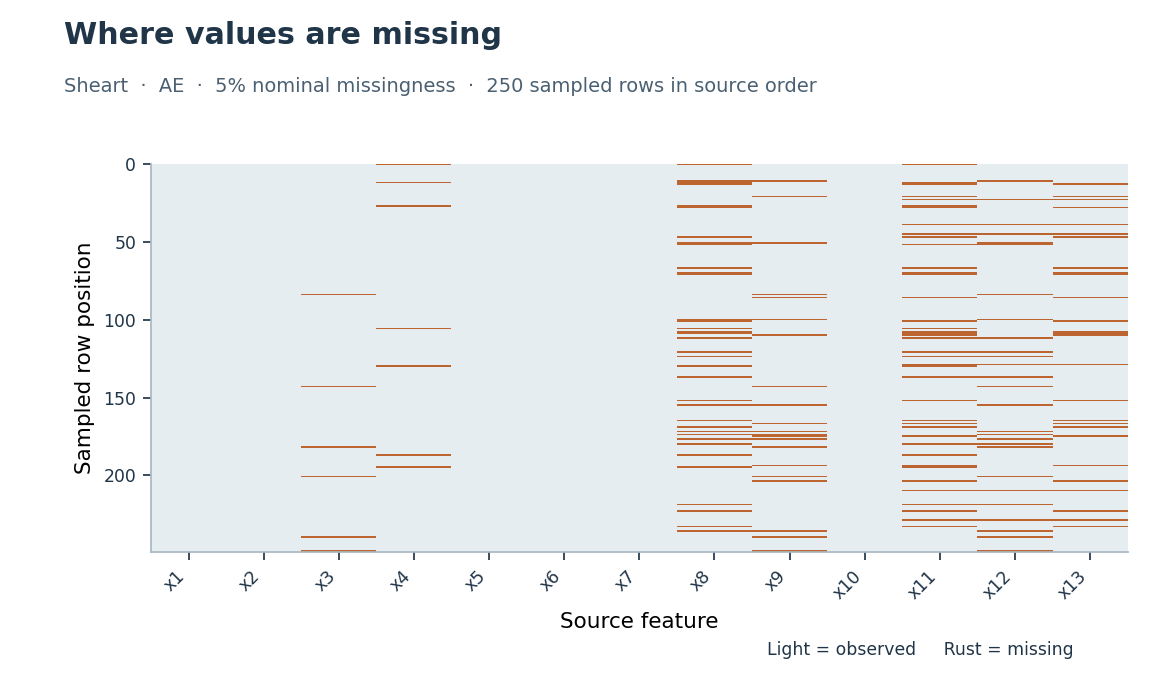 Where values are missing
Sheart · AE · 5% nominal missingness · 250 sampled rows in source order
0
50
100
150
200
Sampled row position
x1 x2 x3 x4 x5 x6 x7 x8 x9 x10 x11 x12 x13
Source feature
Light = observed Rust = missing